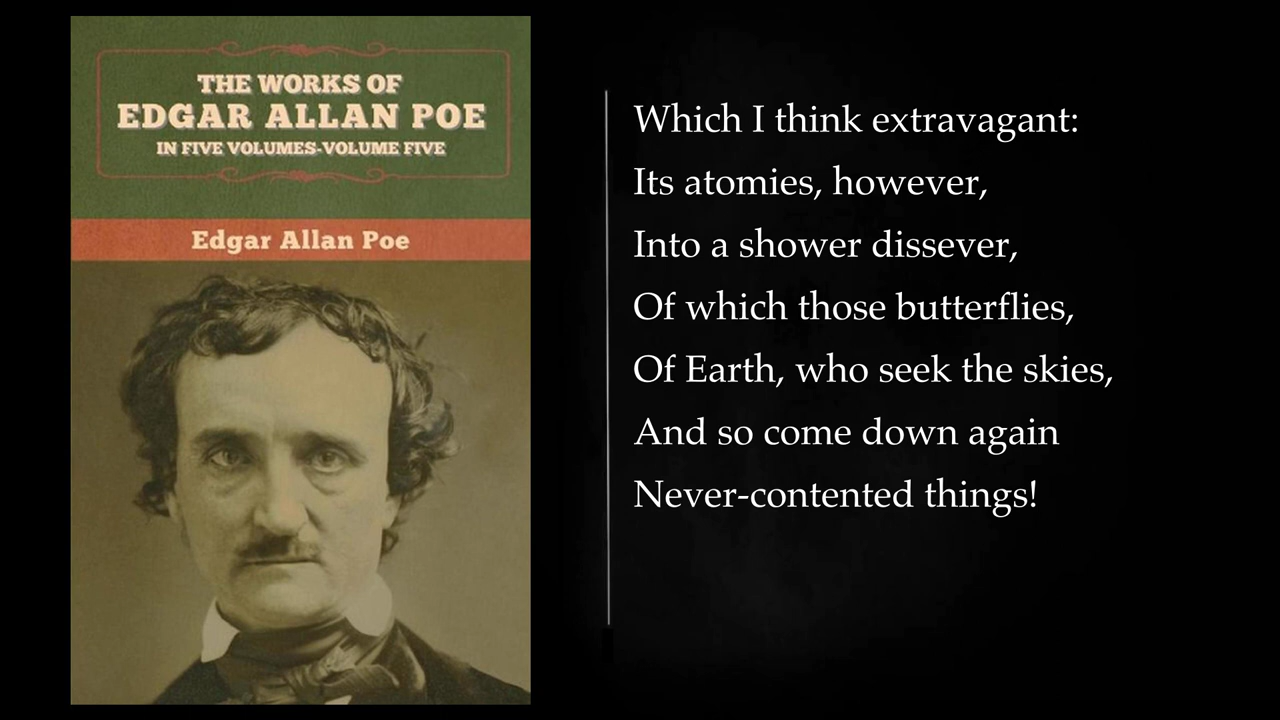 THE WORKS OF
EDGAR ALLAN POE
IN FIVE VOLUMES-VOLUME FIVE
Edgar Allan Poe
Which I think extravagant:
Its atomies, however,
Into a shower dissever,
Of which those butterflies,
Of Earth, who seek the skies,
And so come down again
Never-contented things!